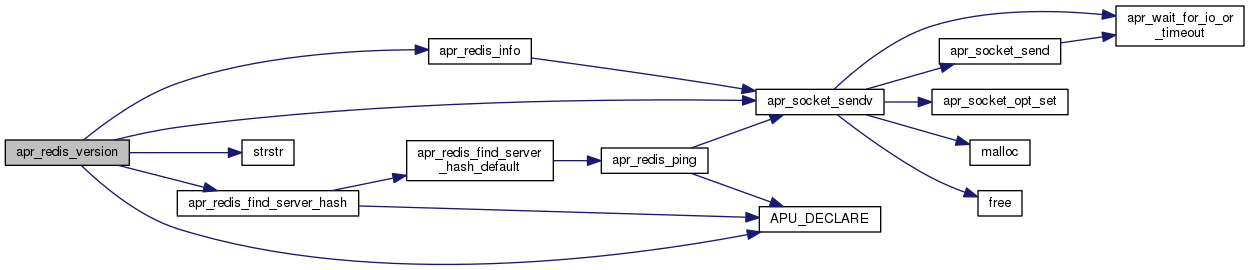 apr_redis_version
apr_redis_info
strstr
apr_redis_find_server_hash
apr_redis_find_server
_hash_default
apr_redis_ping
apr_socket_sendv
APU_DECLARE
apr_wait_for_io_or
_timeout
apr_socket_send
apr_socket_opt_set
malloc
free